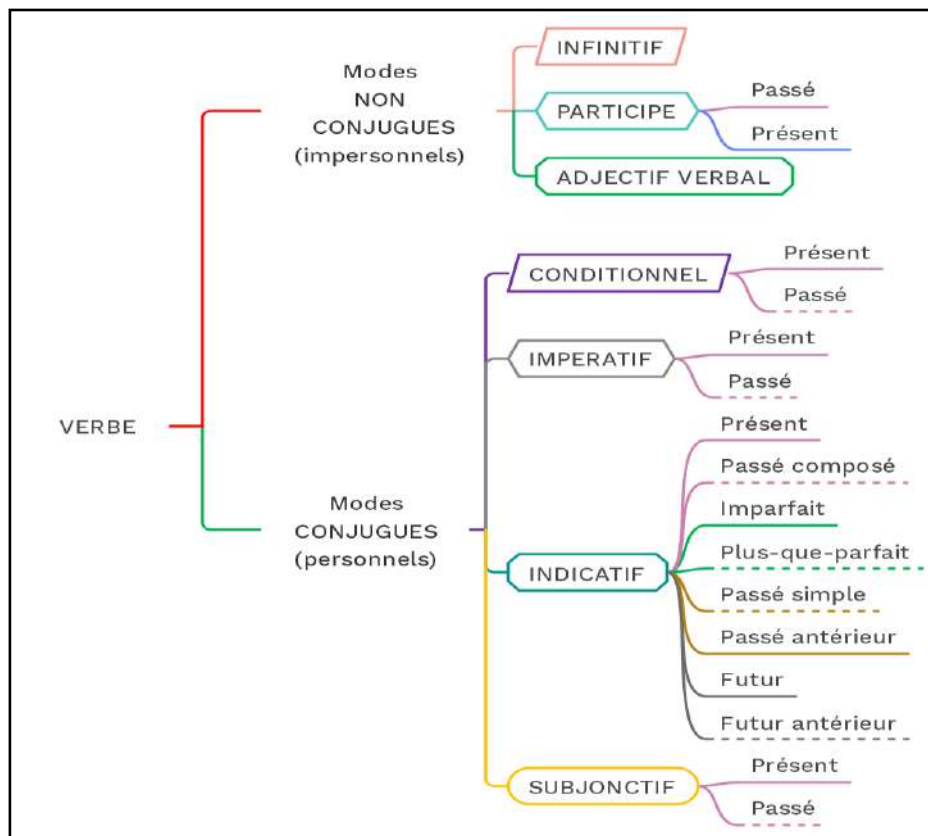 VERBE
Modes
NON
CONJUGUES
(impersonnels)
INFINITIF
PARTICIPE
Passé
Présent
ADJECTIF VERBAL
Modes
CONJUGUES
(personnels)
CONDITIONNEL
Présent
Passé
IMPERATIF
Présent
Passé
INDICATIF
Présent
Passé composé
Imparfait
Plus-que-parfait
Passé simple
Passé antérieur
Futur
Futur antérieur
SUBJONCTIF
Présent
Passé